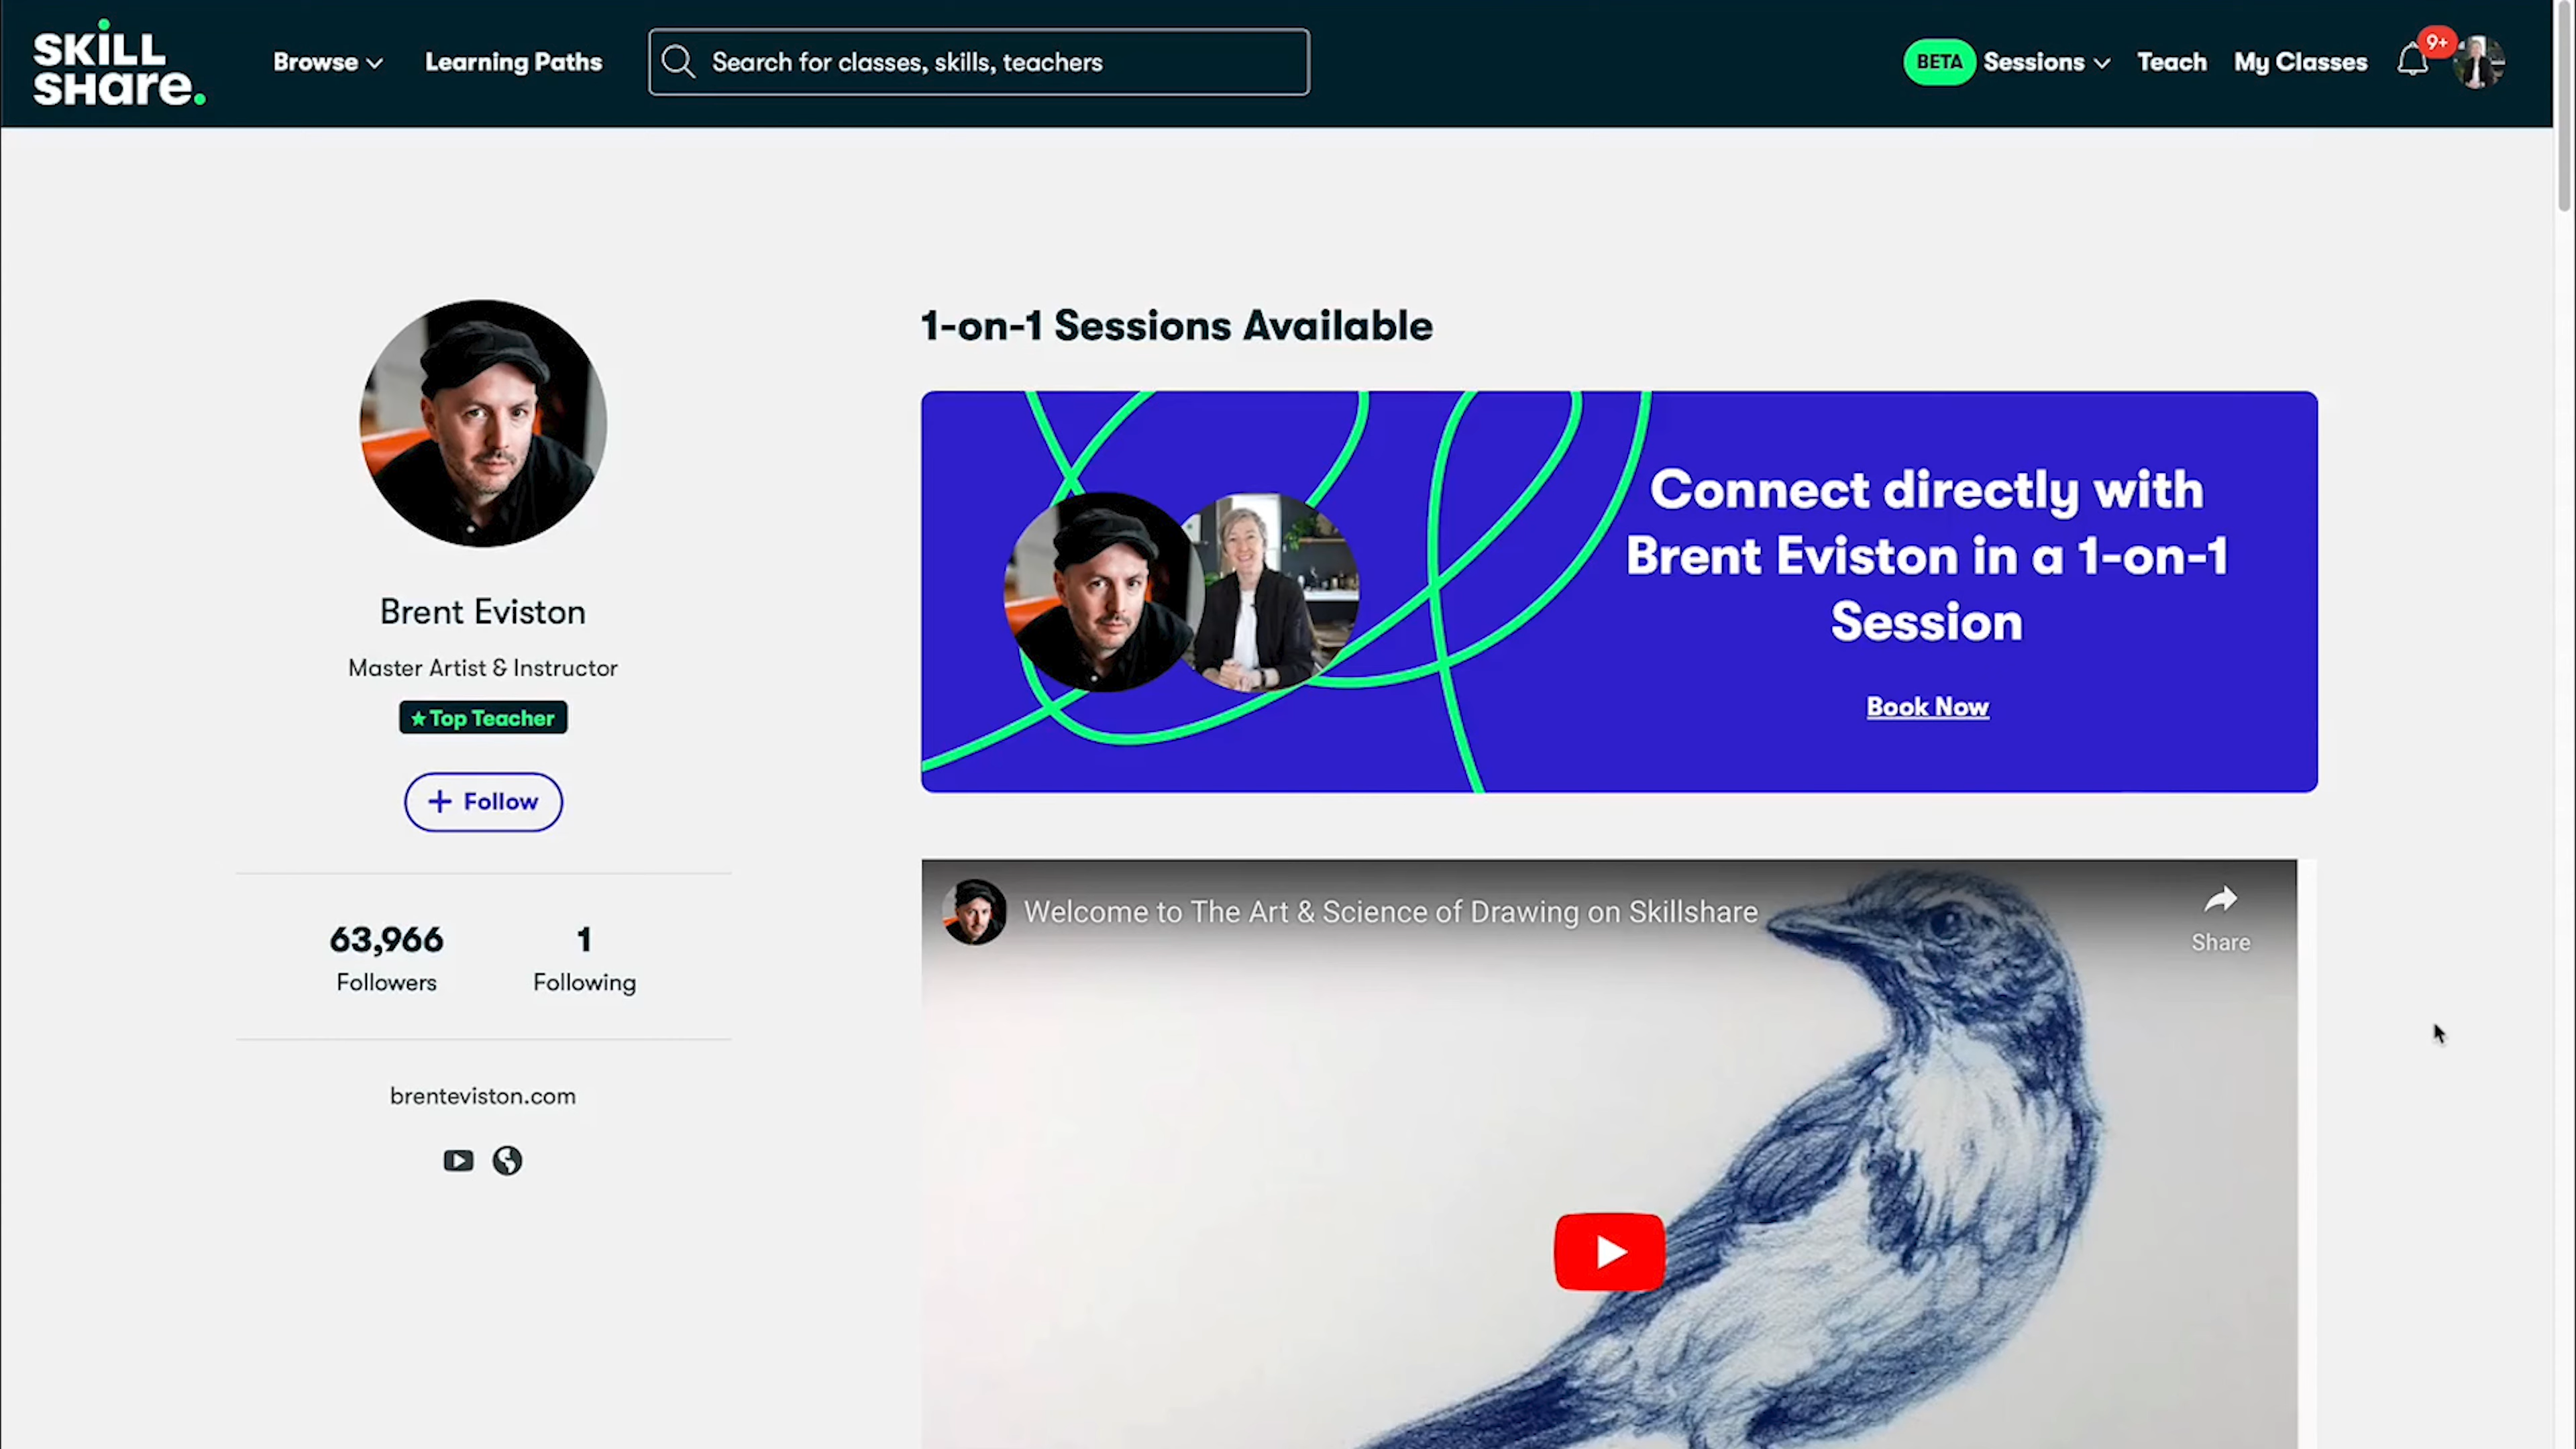 SKiLL
SHare.
Browse
Learning Paths
Search for classes, skills, teachers
BETA
Sessions
Teach
My Classes
9+
Brent Eviston
Master Artist & Instructor
Top Teacher
+ Follow
63,966
Followers
1
Following
brenteviston.com
1-on-1 Sessions Available
Connect directly with
Brent Eviston in a 1-on-1
Session
Book Now
Welcome to The Art & Science of Drawing on Skillshare
Share